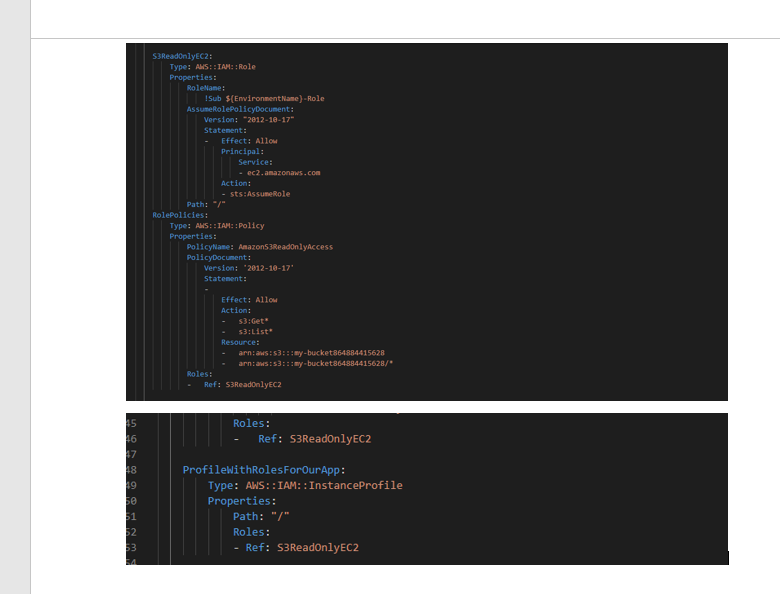 S3ReadOnlyEC2:
Type: AWS::IAM::Role
Properties:
RoleName:
!Sub ${EnvironmentName}-Role
AssumeRolePolicyDocument:
Version: "2012-10-17"
Statement:
- Effect: Allow
Principal:
Service:
- ec2.amazonaws.com
Action:
- sts:AssumeRole
Path: "/"
RolePolicies:
Type: AWS::IAM::Policy
Properties:
PolicyName: AmazonS3ReadOnlyAccess
PolicyDocument:
Version: '2012-10-17'
Statement:
-
Effect: Allow
Action:
- s3:Get*
- s3:List*
Resource:
- arn:aws:s3:::my-bucket864884415628
- arn:aws:s3:::my-bucket864884415628/*
Roles:
- Ref: S3ReadOnlyEC2
45 Roles:
46 - Ref: S3ReadOnlyEC2
47
48 ProfileWithRolesForOurApp:
49 Type: AWS::IAM::InstanceProfile
50 Properties:
51 Path: "/"
52 Roles:
53 - Ref: S3ReadOnlyEC2
54